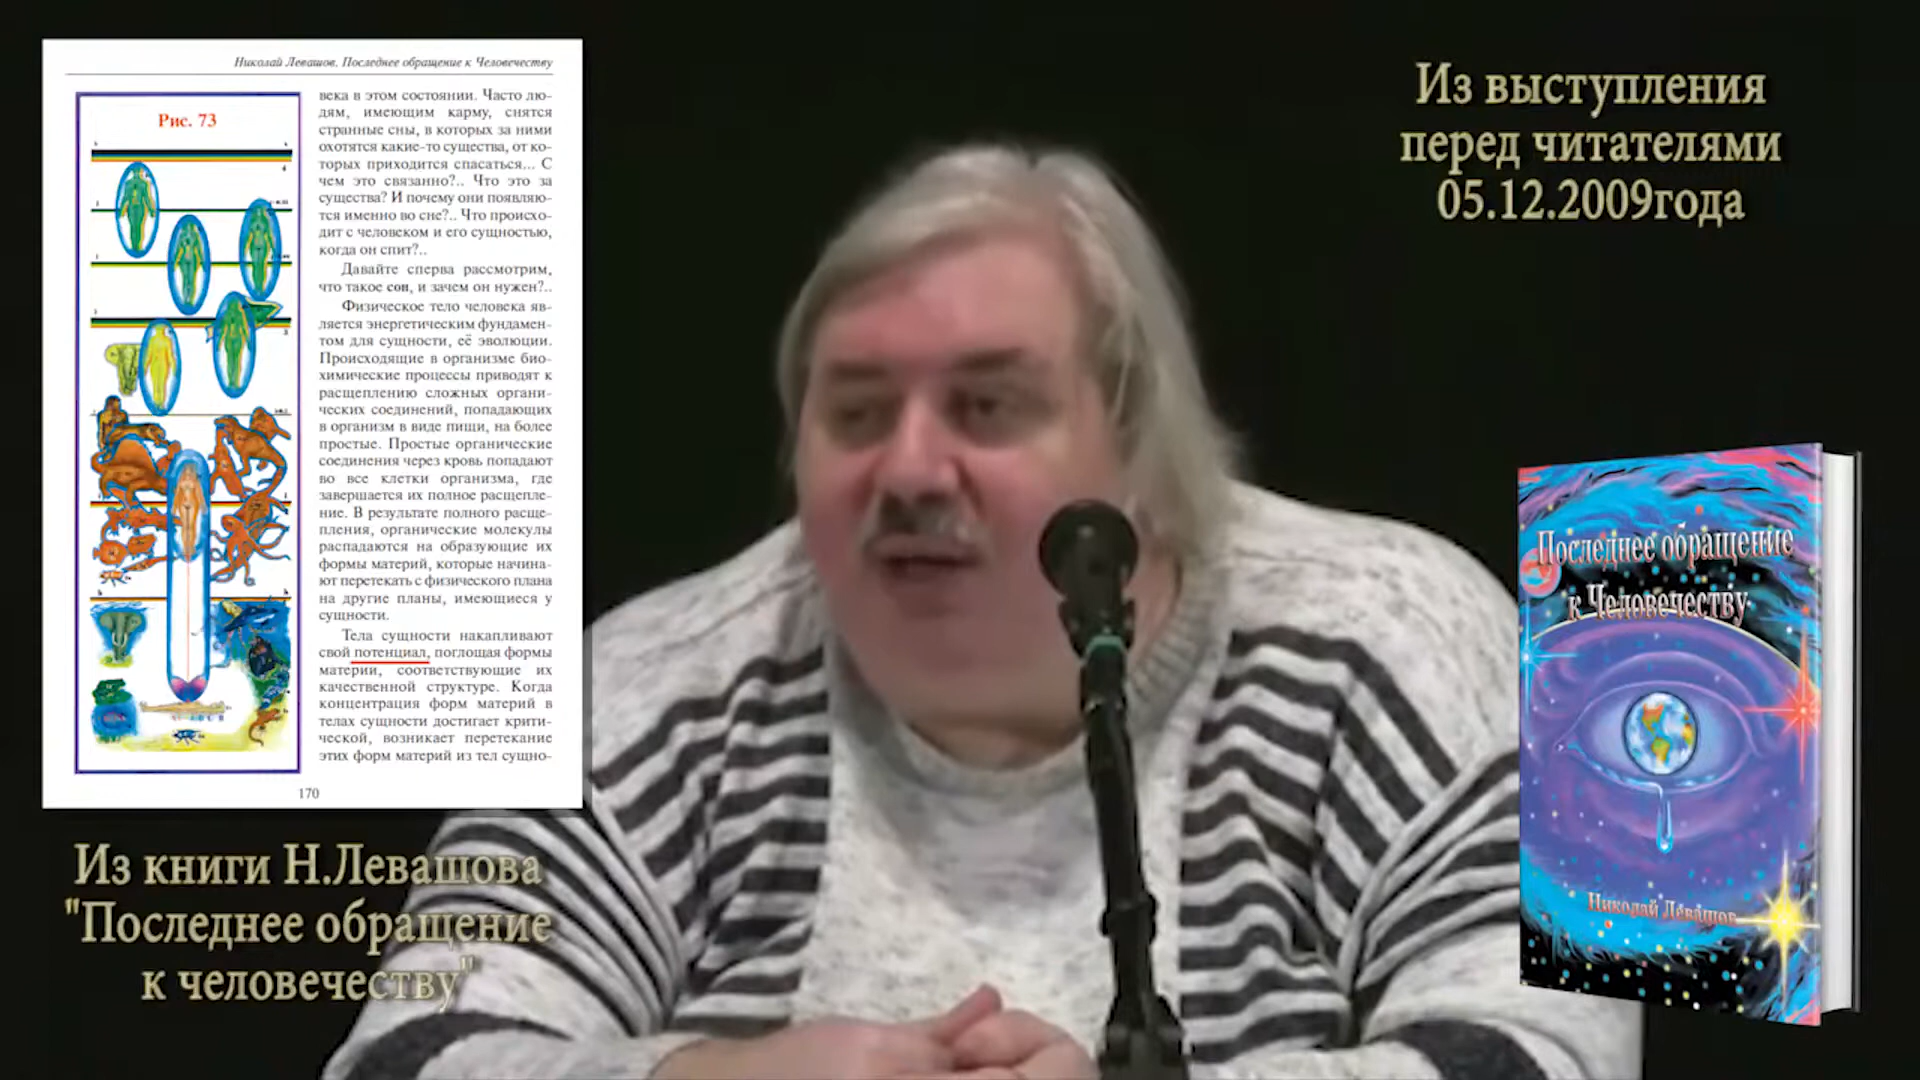 Николай Левашов. Последнее обращение к Человечеству
Рис. 73
века в этом состоянии. Часто лю-
дям, имеющим карму, снятся
странные сны, в которых за ними
охотятся какие-то существа, от ко-
торых приходится спасаться... С
чем это связанно?.. Что это за
существа? И почему они появляю-
тся именно во сне?.. Что происхо-
дит с человеком и его сущностью,
когда он спит?..
Давайте сперва рассмотрим,
что такое сон, и зачем он нужен?..
Физическое тело человека яв-
ляется энергетическим фундамен-
том для сущности, её эволюции.
Происходящие в организме био-
химические процессы приводят к
расщеплению сложных органи-
ческих соединений, попадающих
в организм в виде пищи, на более
простые. Простые органические
соединения через кровь попадают
во все клетки организма, где
завершается их полное расщепле-
ние. В результате полного расще-
пления, органические молекулы
распадаются на образующие их
формы материй, которые начина-
ют перетекать с физического плана
на другие планы, имеющиеся у
сущности.
Тела сущности накапливают
свой потенциал, поглощая формы
материи, соответствующие их
качественной структуре. Когда
концентрация форм материй в
телах сущности достигает крити-
ческой, возникает перетекание
этих форм материй из тел сущно-
170
Из книги Н.Левашова
"Последнее обращение
к человечеству"
Из выступления
перед читателями
05.12.2009года
Последнее обращение
к Человечеству
Николай Левашов